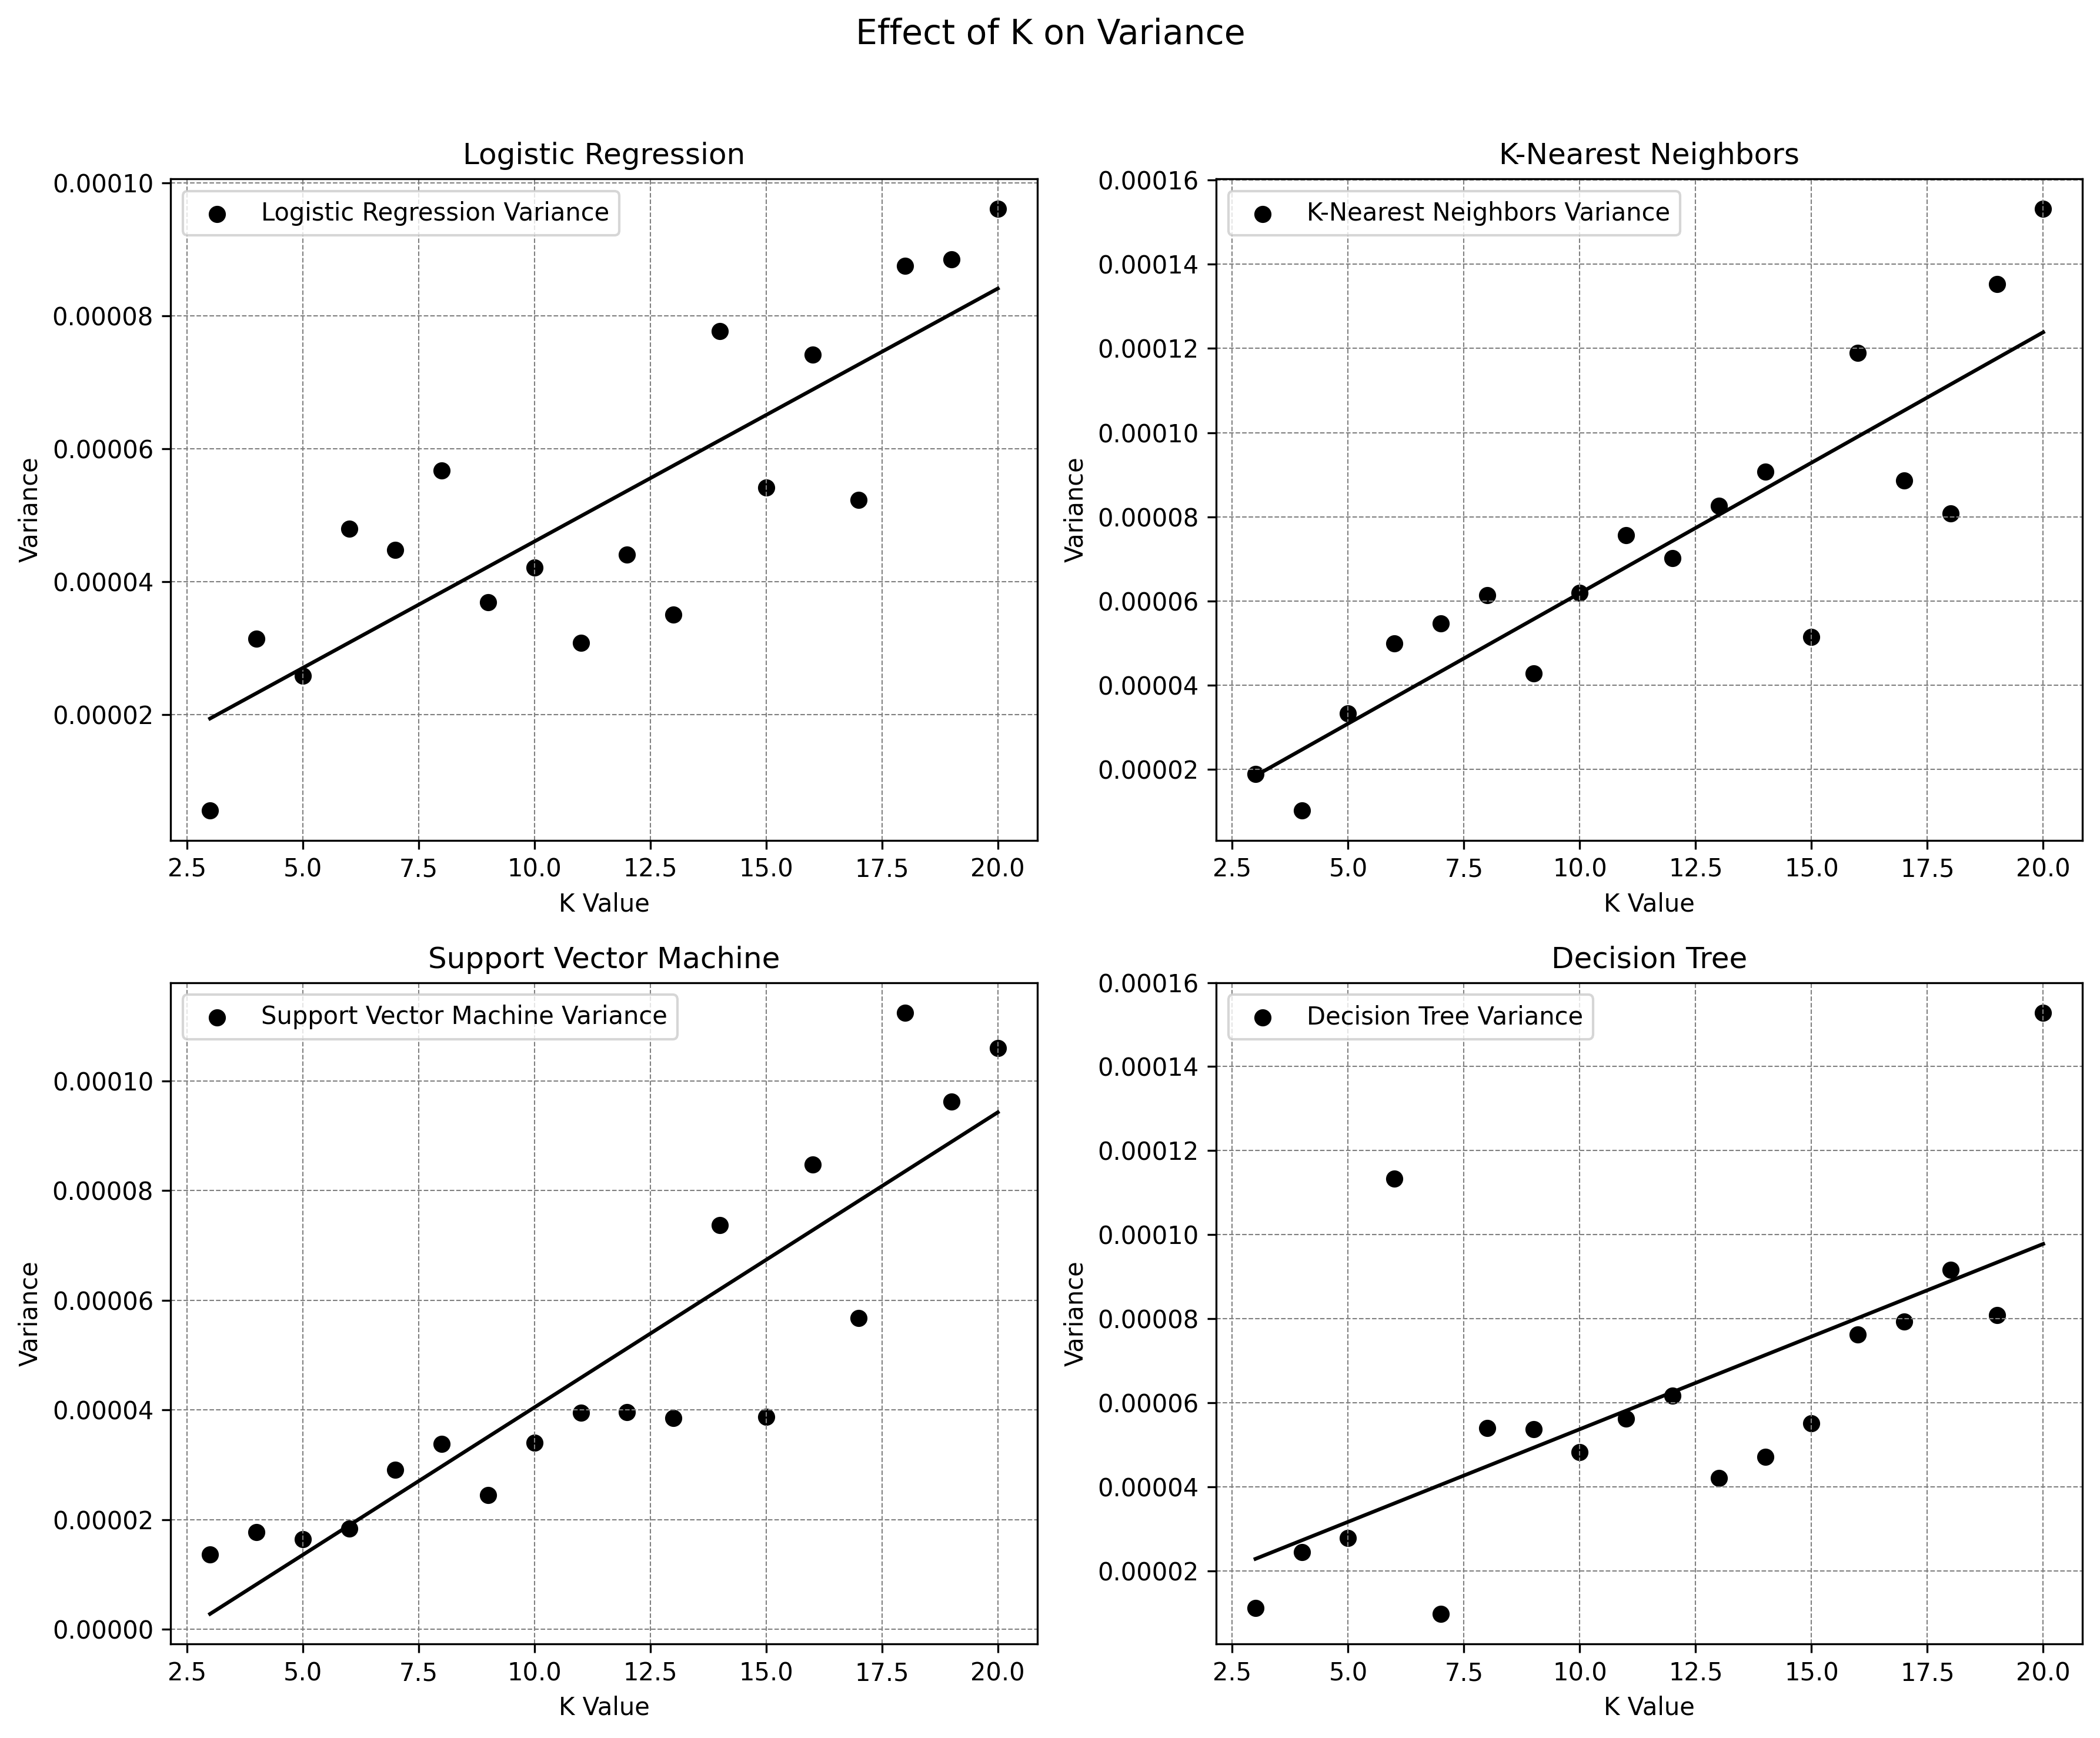 Effect of K on Variance
Logistic Regression
Logistic Regression Variance
0.00010
0.00008
0.00006
0.00004
0.00002
Variance
2.5 5.0 7.5 10.0 12.5 15.0 17.5 20.0
K Value
K-Nearest Neighbors
K-Nearest Neighbors Variance
0.00016
0.00014
0.00012
0.00010
0.00008
0.00006
0.00004
0.00002
Variance
2.5 5.0 7.5 10.0 12.5 15.0 17.5 20.0
K Value
Support Vector Machine
Support Vector Machine Variance
0.00010
0.00008
0.00006
0.00004
0.00002
0.00000
Variance
2.5 5.0 7.5 10.0 12.5 15.0 17.5 20.0
K Value
Decision Tree
Decision Tree Variance
0.00016
0.00014
0.00012
0.00010
0.00008
0.00006
0.00004
0.00002
Variance
2.5 5.0 7.5 10.0 12.5 15.0 17.5 20.0
K Value